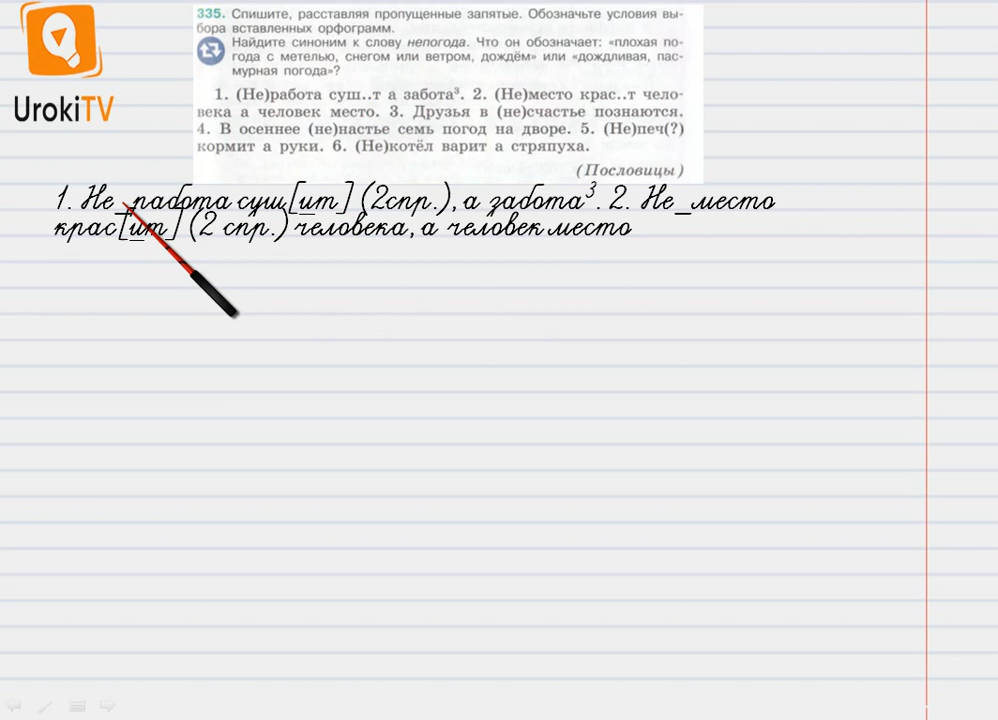 UrokiTV
335. Спишите, расставляя пропущенные запятые. Обозначьте условия вы-
бора вставленных орфограмм.
Найдите синоним к слову непогода. Что он обозначает: «плохая по-
года с метелью, снегом или ветром, дождём» или «дождливая, пас-
мурная погода»?
1. (Не)работа суш..т а забота³. 2. (Не)место крас..т чело-
века а человек место. 3. Друзья в (не)счастье познаются.
4. В осеннее (не)настье семь погод на дворе. 5. (Не)печ(?)
кормит а руки. 6. (Не)котёл варит а стряпуха.
(Пословицы)
1. Не_работа суш[ит] (2спр.), а забота³. 2. Не_место
крас[ит] (2 спр.) человека, а человек место